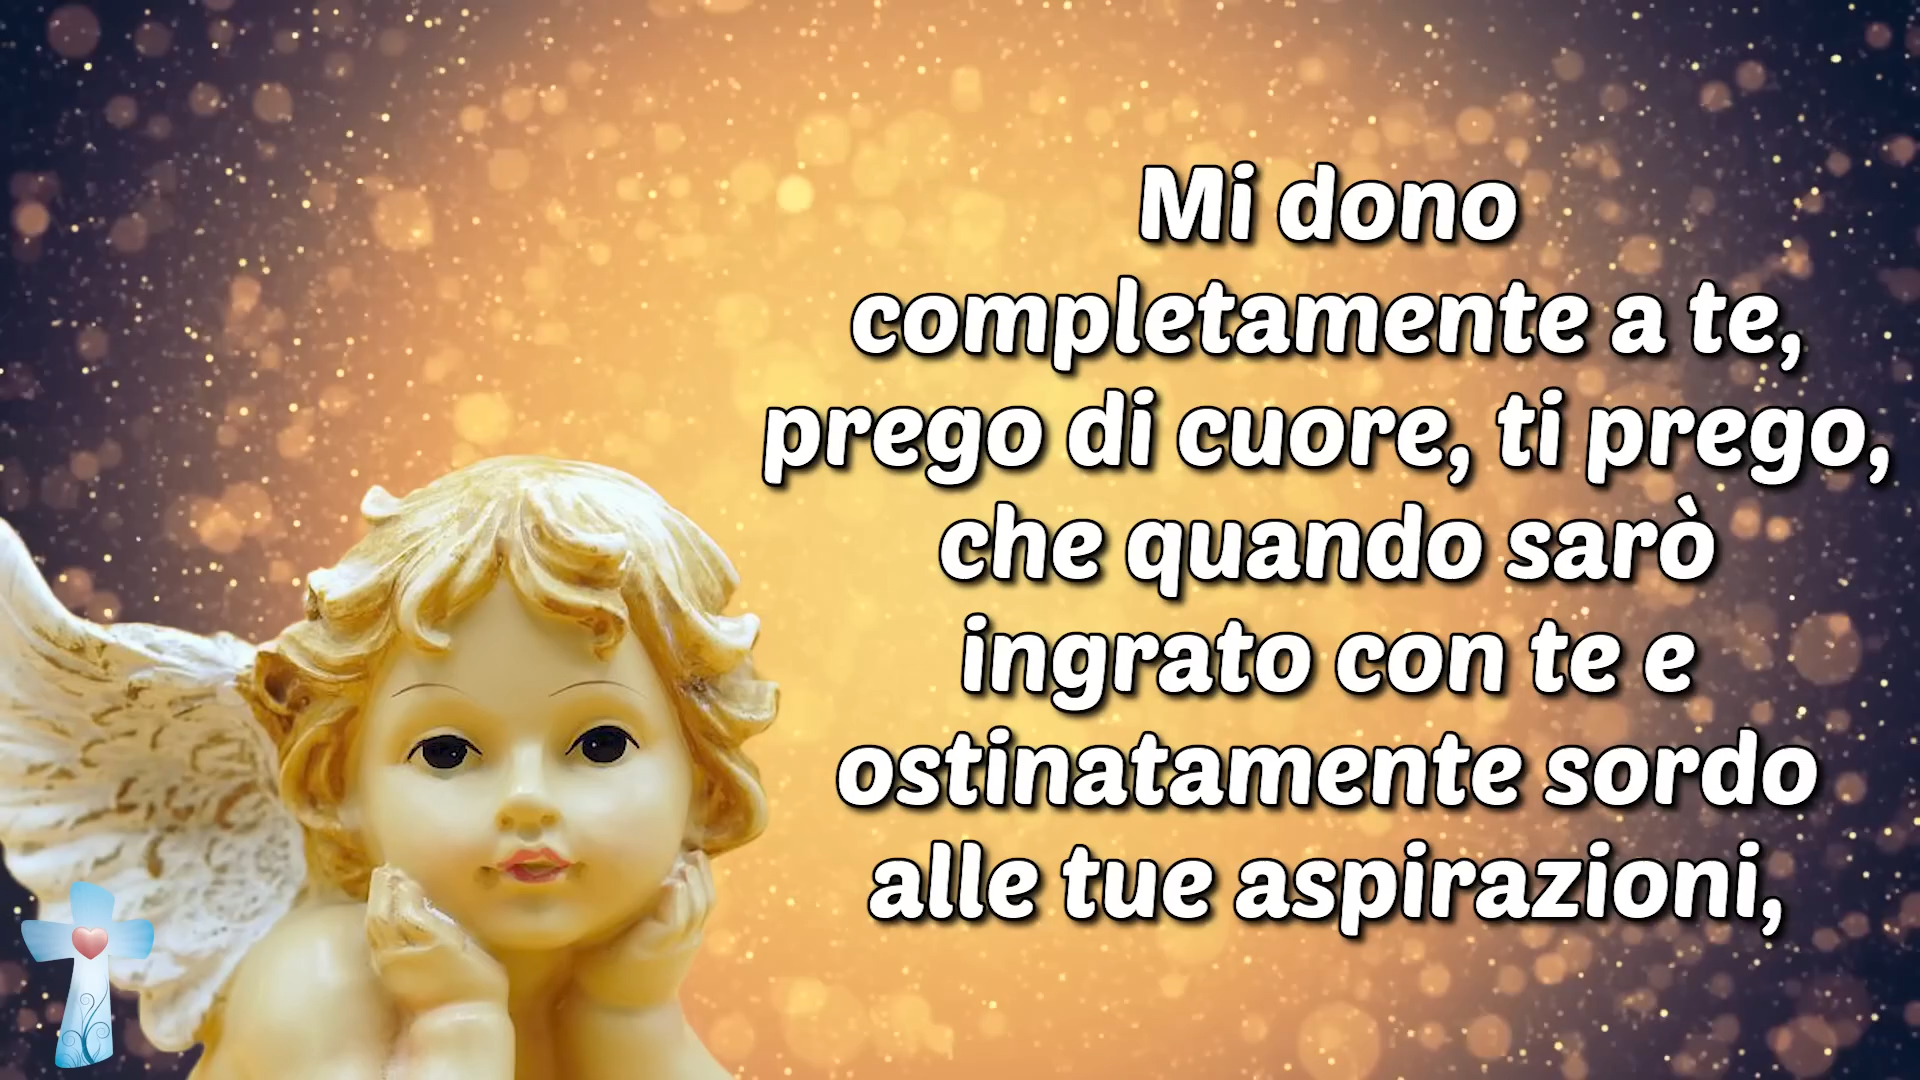 Mi dono
completamente a te,
prego di cuore, ti prego,
che quando sarò
ingrato con te e
ostinatamente sordo
alle tue aspirazioni,